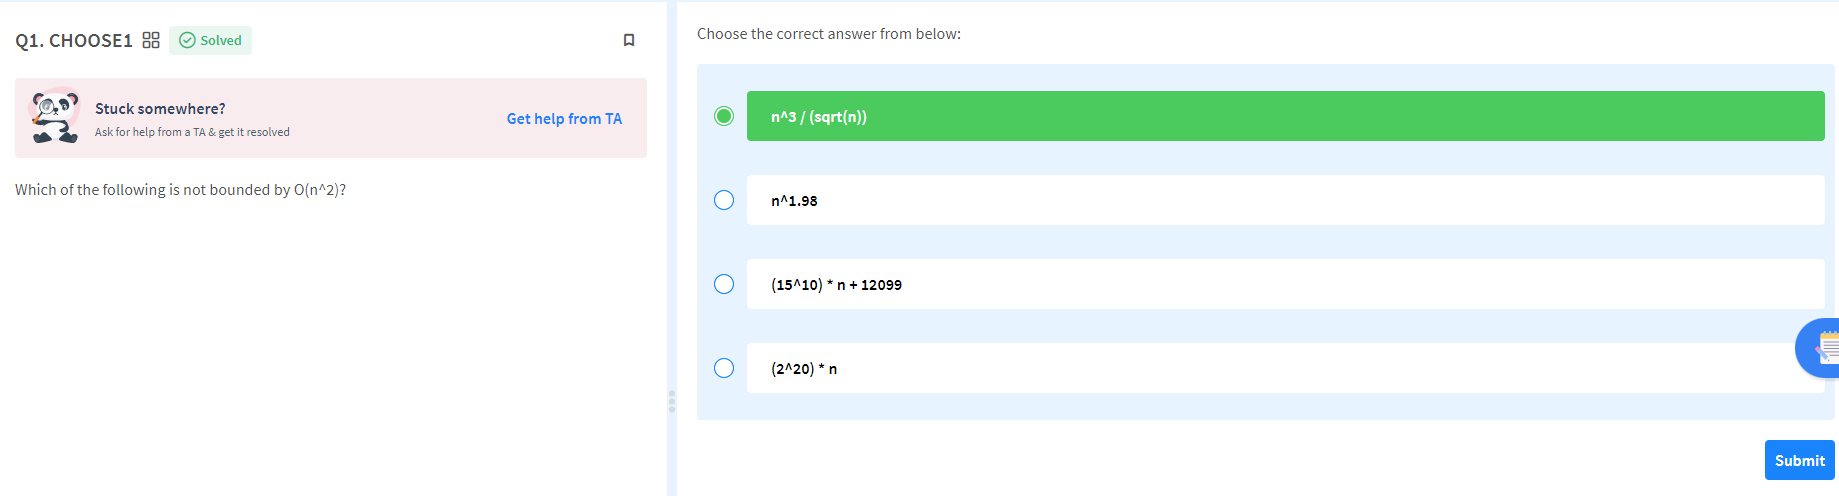 Q1. CHOOSE1
Solved
Stuck somewhere?
Ask for help from a TA & get it resolved
Get help from TA
Which of the following is not bounded by O(n^2)?
Choose the correct answer from below:
n^3 / (sqrt(n))
n^1.98
(15^10) * n + 12099
(2^20) * n
Submit